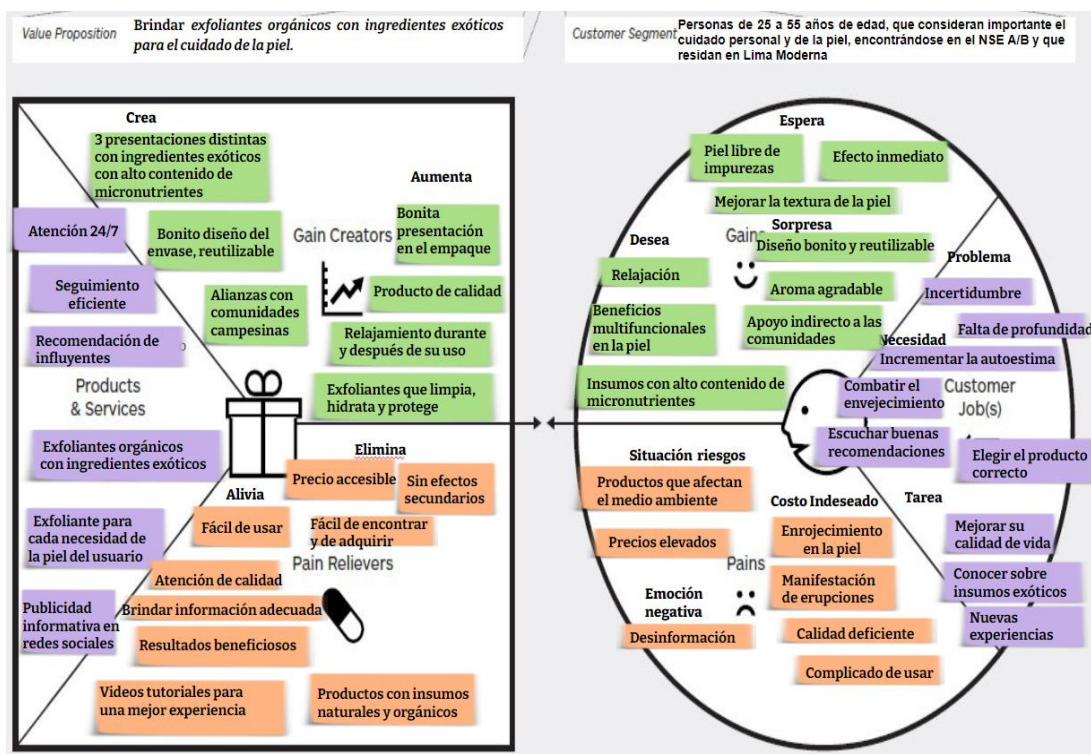 Value Proposition
Brindar exfoliantes orgánicos con ingredientes exóticos
para el cuidado de la piel.
Customer Segment
Personas de 25 a 55 años de edad, que consideran importante el
cuidado personal y de la piel, encontrándose en el NSE A/B y que
residan en Lima Moderna
Crea
3 presentaciones distintas
con ingredientes exóticos
con alto contenido de
micronutrientes
Aumenta
Atención 24/7
Bonito diseño del
envase, reutilizable
Gain Creators
Bonita
presentación
en el empaque
Seguimiento
eficiente
Alianzas con
comunidades
campesinas
Producto de calidad
Recomendación de
influyentes
Relajamiento durante
y después de su uso
Products
& Services
Exfoliantes que limpia,
hidrata y protege
Exfoliantes orgánicos
con ingredientes exóticos
Elimina
Precio accesible
Sin efectos
secundarios
Alivia
Fácil de usar
Fácil de encontrar
y de adquirir
Exfoliante para
cada necesidad de
la piel del usuario
Pain Relievers
Atención de calidad
Publicidad
informativa en
redes sociales
Brindar información adecuada
Resultados beneficiosos
Videos tutoriales para
una mejor experiencia
Productos con insumos
naturales y orgánicos
Espera
Piel libre de
impurezas
Efecto inmediato
Mejorar la textura de la piel
Desea
Gains
Sorpresa
Diseño bonito y reutilizable
Relajación
Aroma agradable
Beneficios
multifuncionales
en la piel
Apoyo indirecto a las
comunidades
Insumos con alto contenido de
micronutrientes
Problema
Incertidumbre
Falta de profundidad
Necesidad
Incrementar la autoestima
Combatir el
envejecimiento
Customer
Job(s)
Escuchar buenas
recomendaciones
Elegir el producto
correcto
Situación riesgos
Productos que afectan
el medio ambiente
Costo Indeseado
Tarea
Precios elevados
Enrojecimiento
en la piel
Mejorar su
calidad de vida
Pains
Emoción
negativa
Manifestación
de erupciones
Conocer sobre
insumos exóticos
Desinformación
Calidad deficiente
Nuevas
experiencias
Complicado de usar